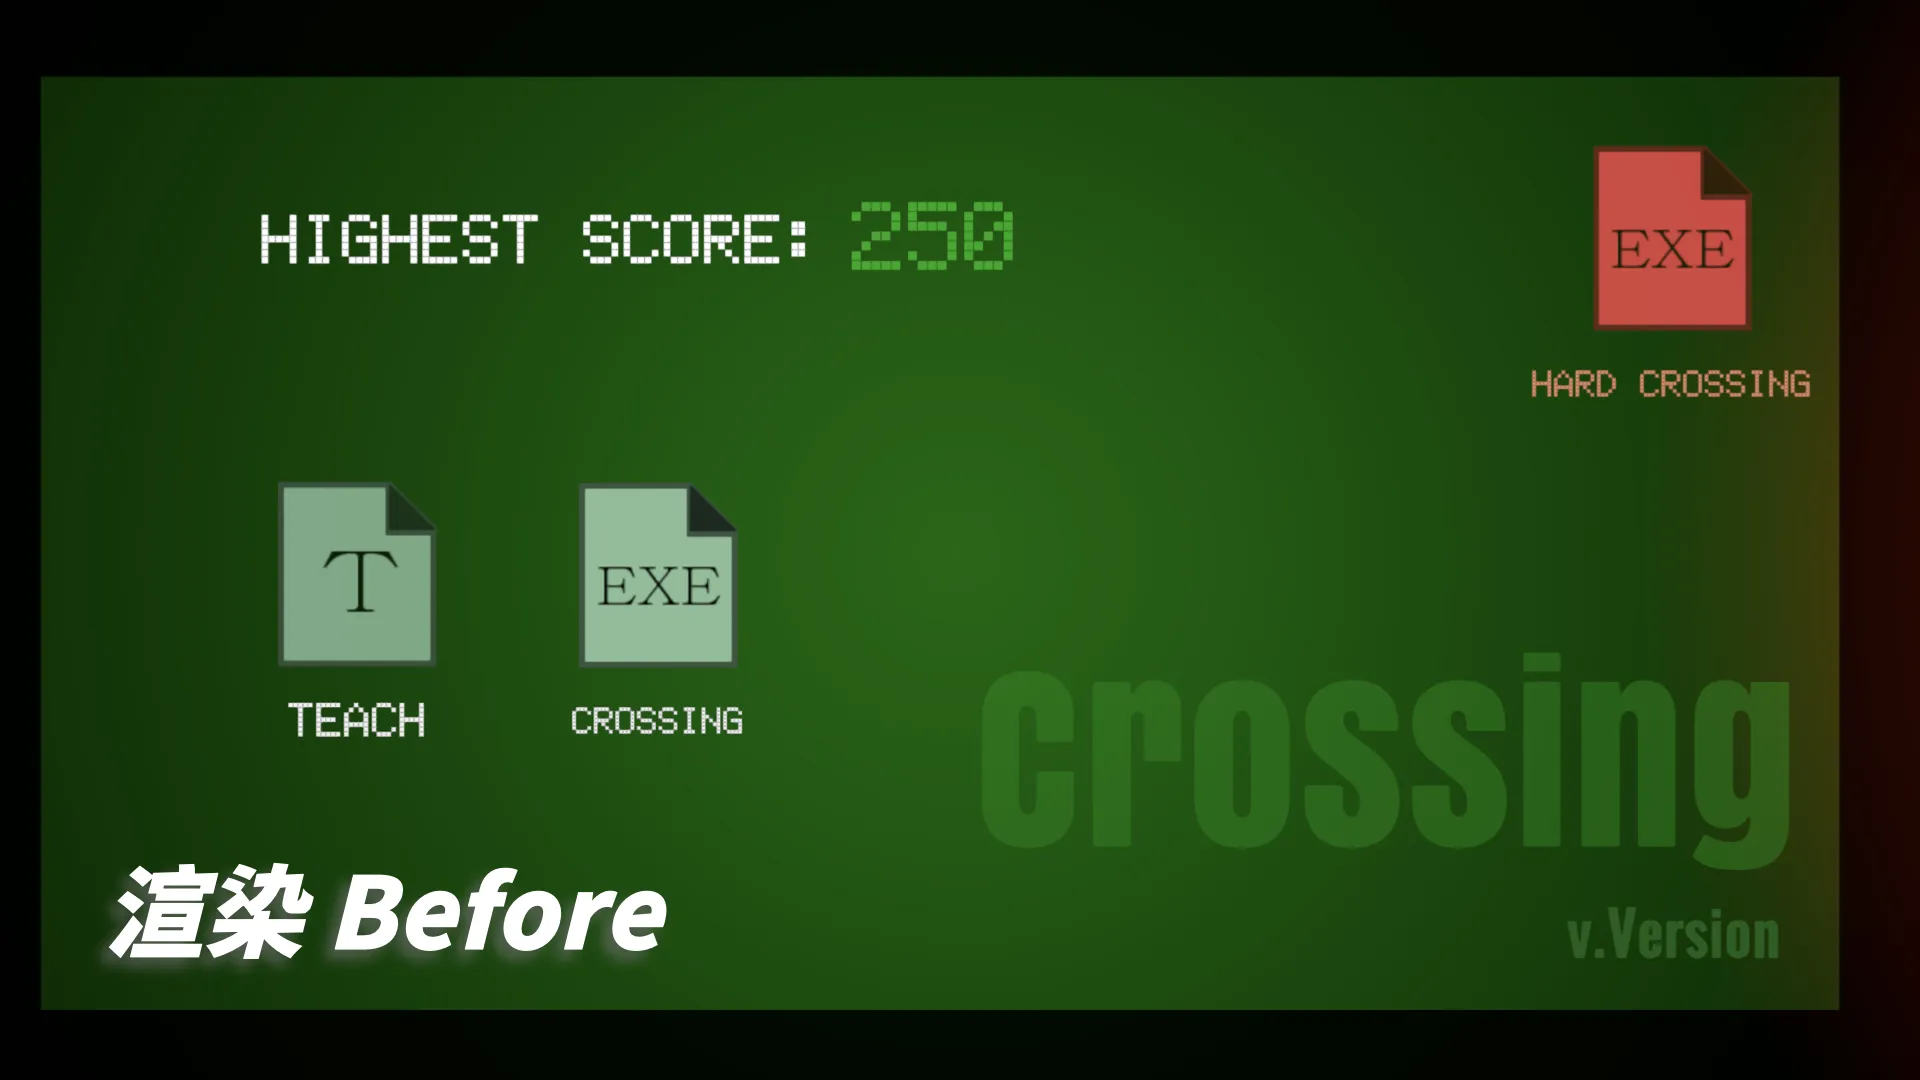 HIGHEST SCORE: 250
EXE
HARD CROSSING
T
TEACH
EXE
CROSSING
crossing
v.Version
渲染 Before